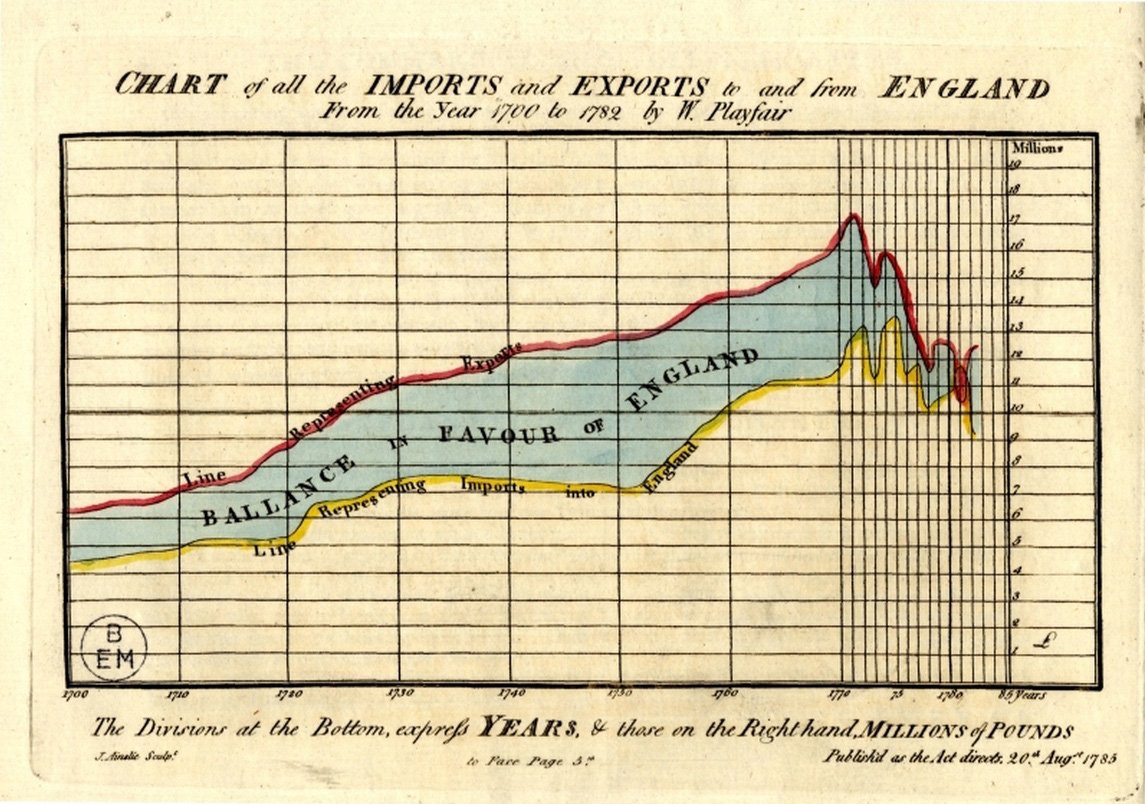 CHART of all the IMPORTS and EXPORTS to and from ENGLAND
From the Year 1700 to 1782 by W. Playfair
Millions
19
18
17
16
15
14
13
12
11
10
9
8
7
6
5
4
3
2
1
£
Line Representing Exports
BALLANCE IN FAVOUR OF ENGLAND
Line Representing Imports into England
B
EM
1700 1710 1720 1730 1740 1750 1760 1770 75 1780 85 Years
The Divisions at the Bottom, express YEARS, & those on the Right hand, MILLIONS of POUNDS
J. Ainslie Sculpt. to Face Page 5th Publish'd as the Act directs, 20th Augt. 1785